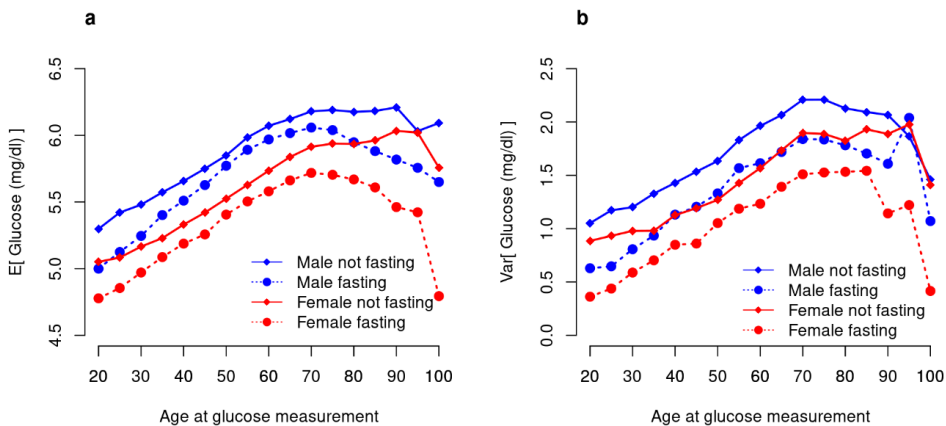 a
E[ Glucose (mg/dl) ]
6.5
6.0
5.5
5.0
4.5
Male not fasting
Male fasting
Female not fasting
Female fasting
20 30 40 50 60 70 80 90 100
Age at glucose measurement
b
Var[ Glucose (mg/dl) ]
2.5
2.0
1.5
1.0
0.5
0.0
Male not fasting
Male fasting
Female not fasting
Female fasting
20 30 40 50 60 70 80 90 100
Age at glucose measurement